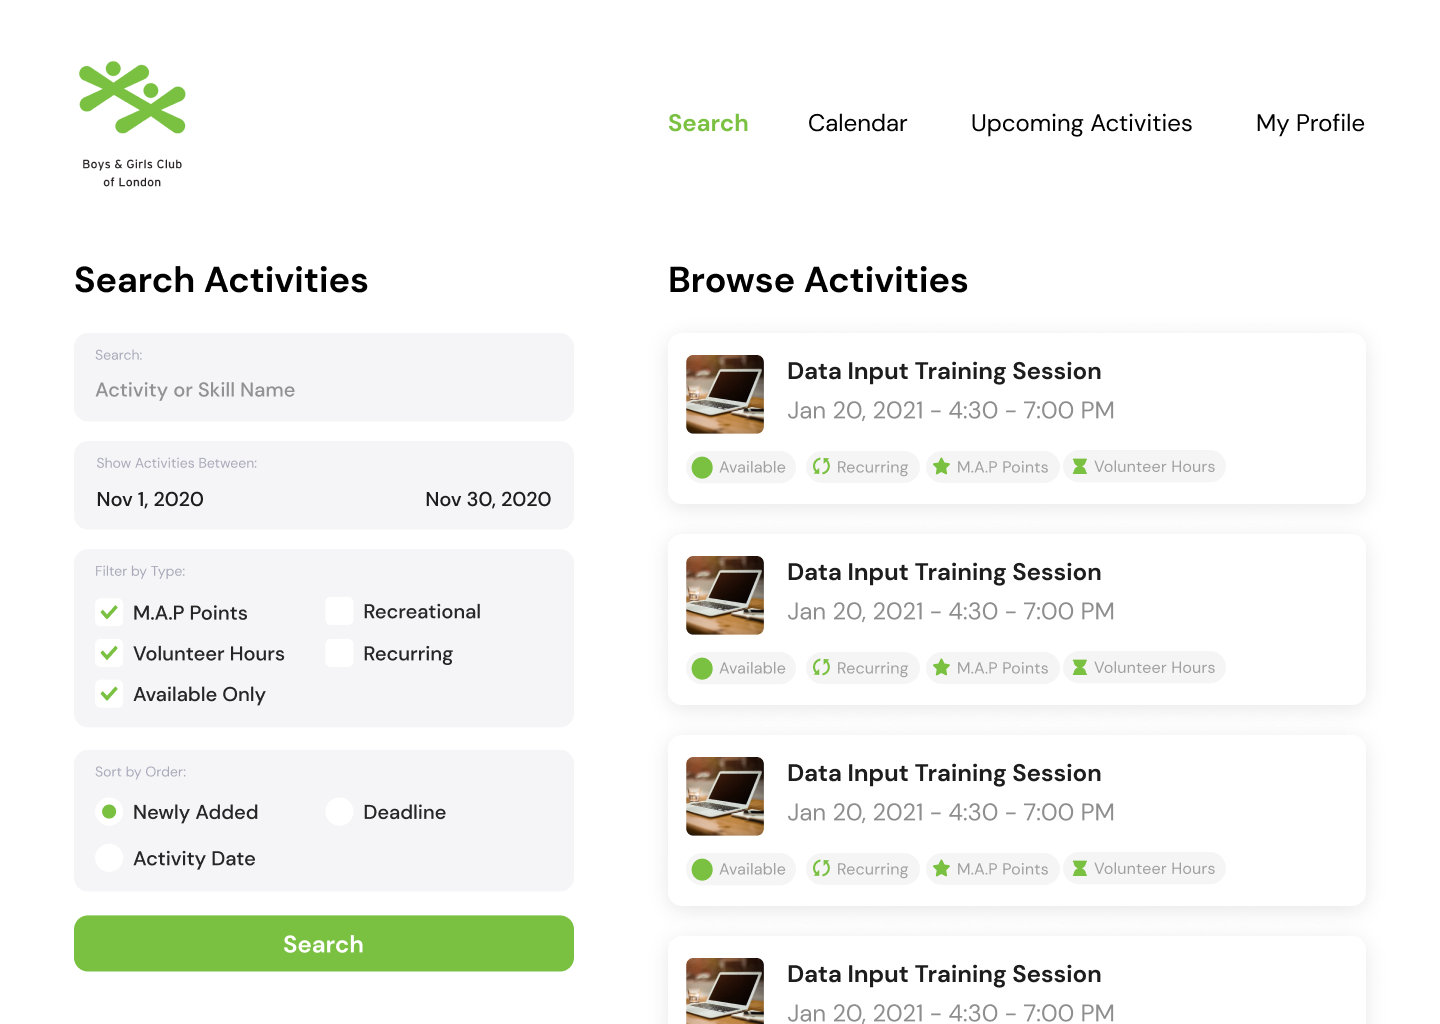 Boys & Girls Club
of London
Search
Calendar
Upcoming Activities
My Profile
Search Activities
Search:
Activity or Skill Name
Show Activities Between:
Nov 1, 2020
Nov 30, 2020
Filter by Type:
M.A.P Points
Recreational
Volunteer Hours
Recurring
Available Only
Sort by Order:
Newly Added
Deadline
Activity Date
Search
Browse Activities
Data Input Training Session
Jan 20, 2021 - 4:30 - 7:00 PM
Available
Recurring
M.A.P Points
Volunteer Hours
Data Input Training Session
Jan 20, 2021 - 4:30 - 7:00 PM
Available
Recurring
M.A.P Points
Volunteer Hours
Data Input Training Session
Jan 20, 2021 - 4:30 - 7:00 PM
Available
Recurring
M.A.P Points
Volunteer Hours
Data Input Training Session
Jan 20, 2021 - 4:30 - 7:00 PM